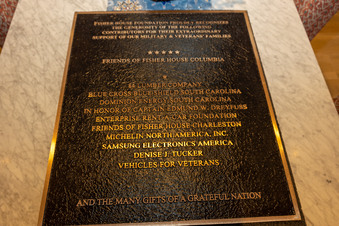 FISHER HOUSE FOUNDATION PROUDLY RECOGNIZES
THE GENEROSITY OF THE FOLLOWING
CONTRIBUTORS FOR THEIR EXTRAORDINARY
SUPPORT OF OUR MILITARY & VETERANS' FAMILIES
FRIENDS OF FISHER HOUSE COLUMBIA
84 LUMBER COMPANY
BLUE CROSS BLUE SHIELD SOUTH CAROLINA
DOMINION ENERGY SOUTH CAROLINA
IN HONOR OF CAPTAIN EDMUND W. DREYFUSS
ENTERPRISE RENT-A-CAR FOUNDATION
FRIENDS OF FISHER HOUSE CHARLESTON
MICHELIN NORTH AMERICA, INC.
SAMSUNG ELECTRONICS AMERICA
DENISE J. TUCKER
VEHICLES FOR VETERANS
AND THE MANY GIFTS OF A GRATEFUL NATION